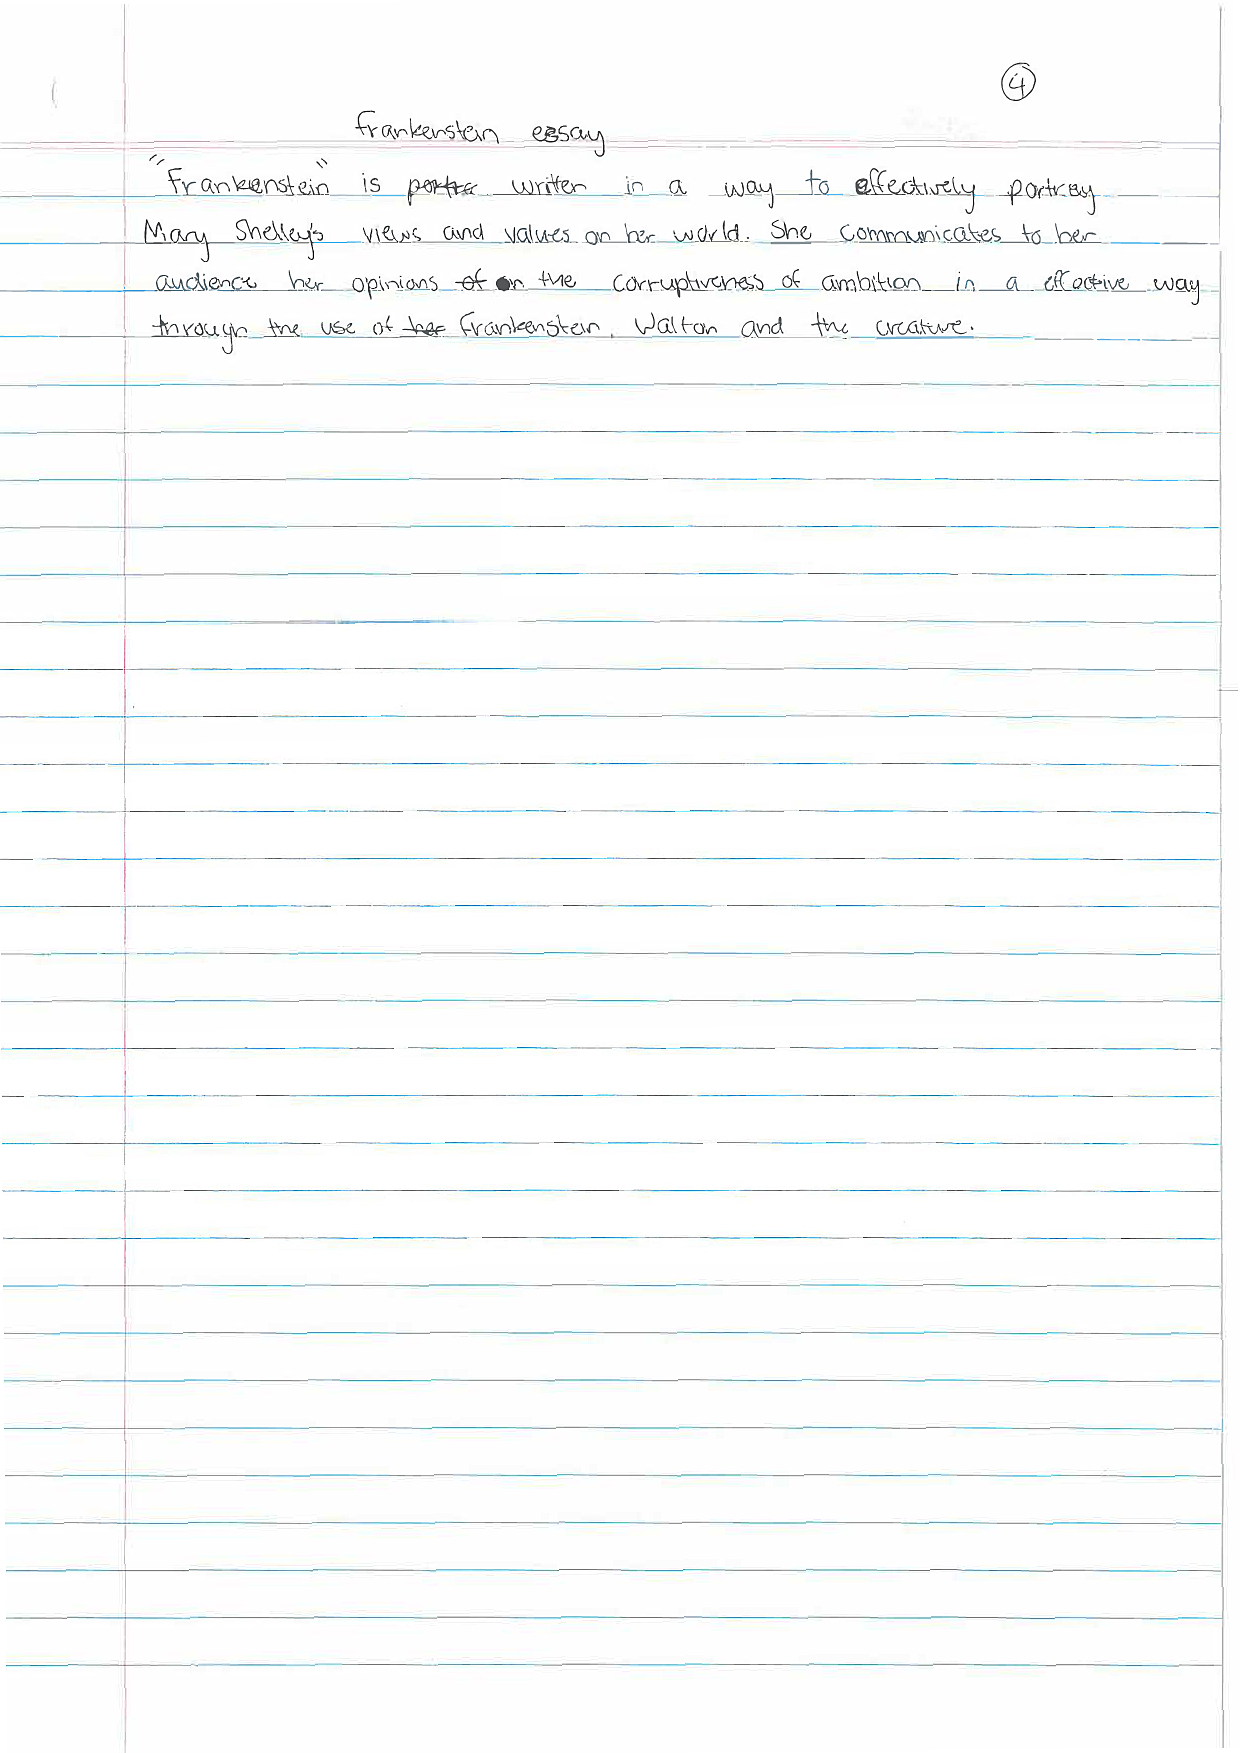 4
Frankenstein essay
"Frankenstein" is portra writen in a way to effectively portray
Mary Shelley's views and values on her world. She communicates to her
audience her opinions of on the corruptiveness of ambition in a effective way
through the use of her Frankenstein, Walton and the creature.